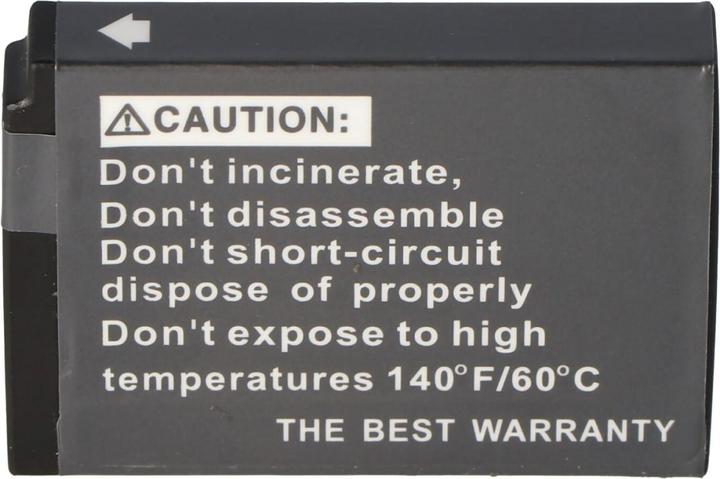 ⚠CAUTION:
Don't incinerate,
Don't disassemble
Don't short-circuit
dispose of properly
Don't expose to high
temperatures 140°F/60°C
THE BEST WARRANTY